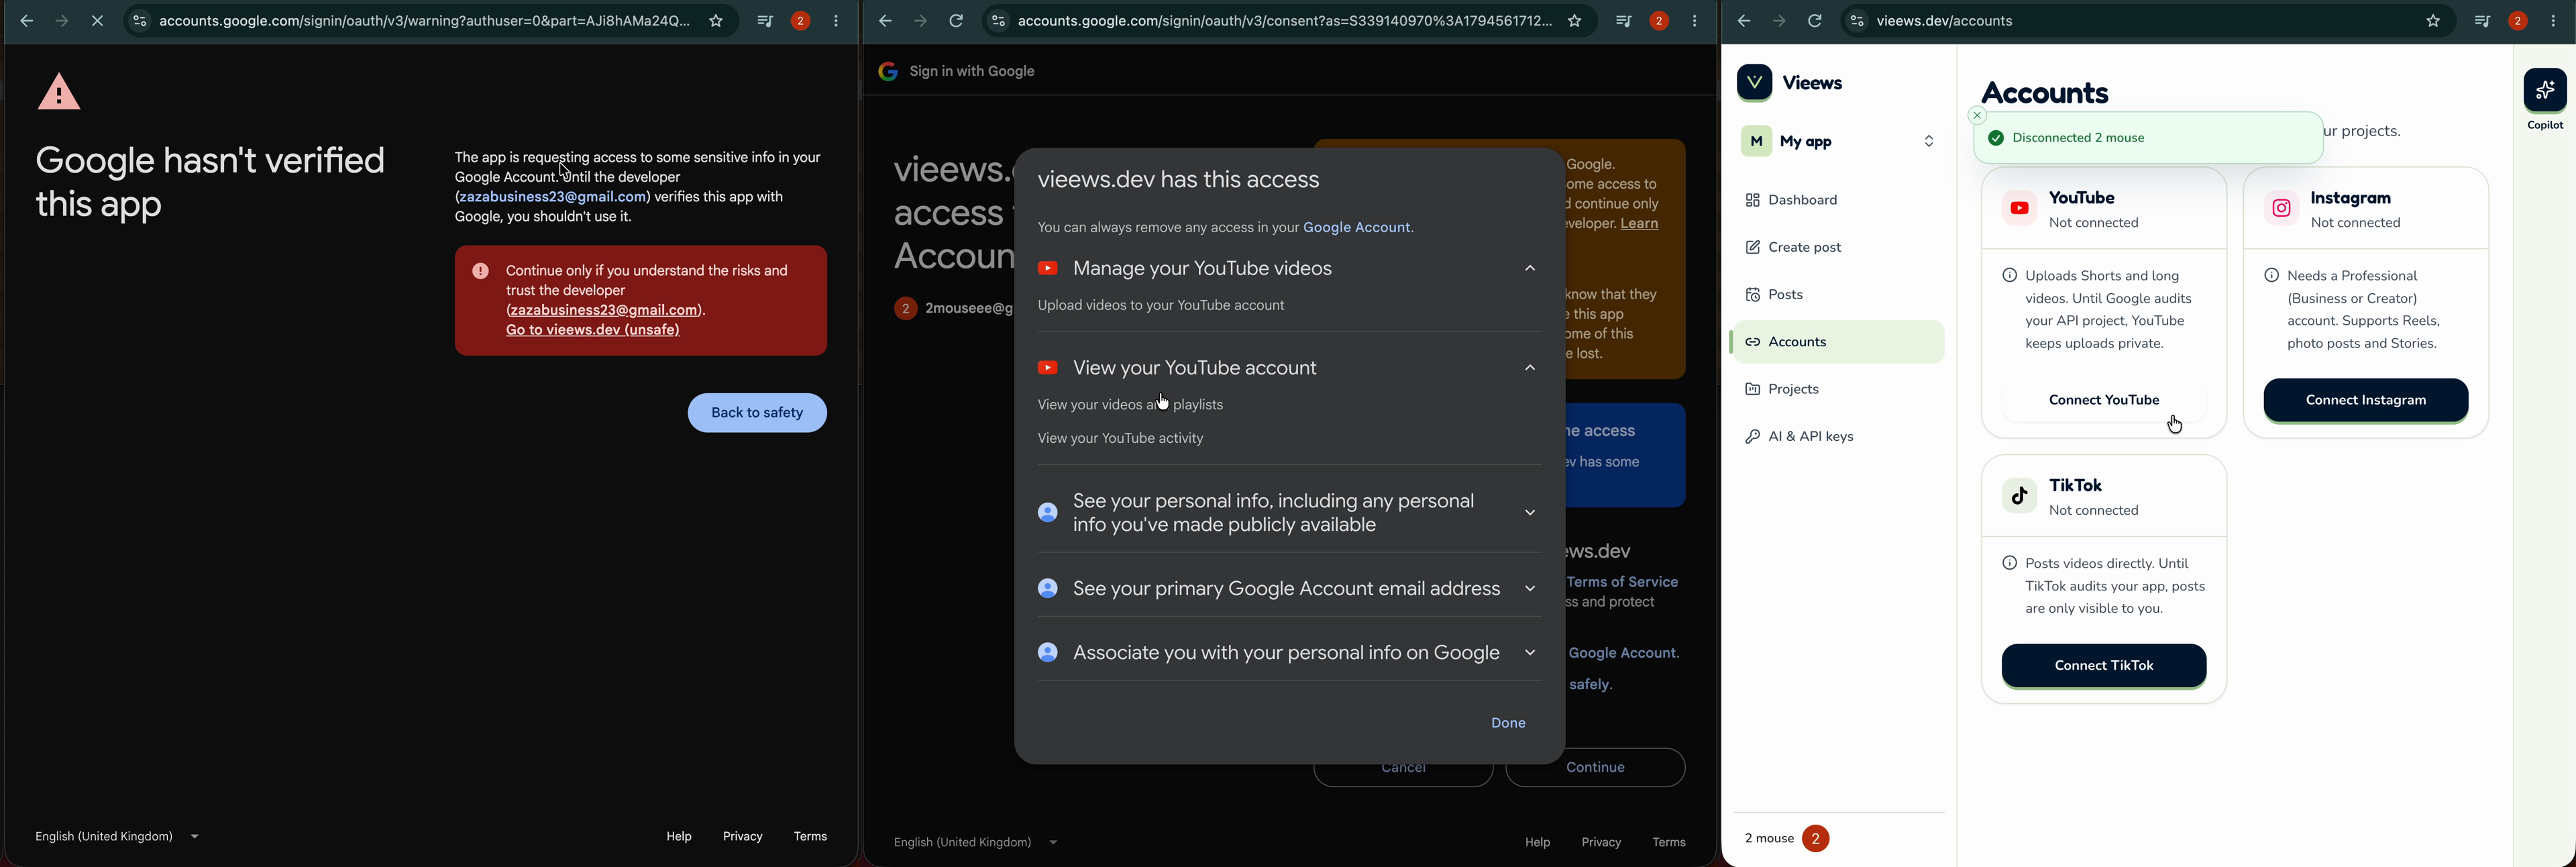 accounts.google.com/signin/oauth/v3/warning?authuser=0&part=AJi8hAMa24Q...
2
Google hasn't verified
this app
The app is requesting access to some sensitive info in your
Google Account. Until the developer
(zazabusiness23@gmail.com) verifies this app with
Google, you shouldn't use it.
Continue only if you understand the risks and
trust the developer
(zazabusiness23@gmail.com).
Go to vieews.dev (unsafe)
Back to safety
English (United Kingdom)
Help
Privacy
Terms
accounts.google.com/signin/oauth/v3/consent?as=S339140970%3A1794561712...
2
Sign in with Google
vieews.
access
Accoun
2
2mouseee@g
Google.
ome access to
d continue only
veloper. Learn
know that they
e this app
ome of this
e lost.
ne access
ev has some
ews.dev
Terms of Service
ss and protect
Google Account.
safely.
vieews.dev has this access
You can always remove any access in your Google Account.
Manage your YouTube videos
Upload videos to your YouTube account
View your YouTube account
View your videos and playlists
View your YouTube activity
See your personal info, including any personal
info you've made publicly available
See your primary Google Account email address
Associate you with your personal info on Google
Done
Cancel
Continue
English (United Kingdom)
Help
Privacy
Terms
vieews.dev/accounts
2
Vieews
M
My app
Dashboard
Create post
Posts
Accounts
Projects
AI & API keys
2 mouse
2
Accounts
ur projects.
Disconnected 2 mouse
YouTube
Not connected
Uploads Shorts and long
videos. Until Google audits
your API project, YouTube
keeps uploads private.
Connect YouTube
Instagram
Not connected
Needs a Professional
(Business or Creator)
account. Supports Reels,
photo posts and Stories.
Connect Instagram
TikTok
Not connected
Posts videos directly. Until
TikTok audits your app, posts
are only visible to you.
Connect TikTok
Copilot